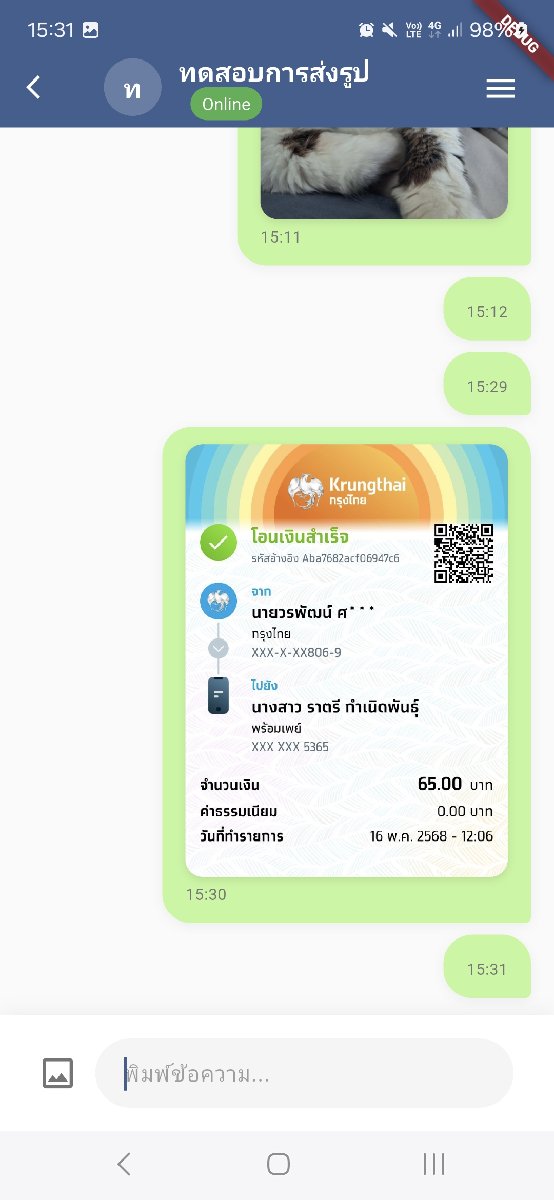 15:31
Vo))
LTE
4G
98%
DEBUG
ท
ทดสอบการส่งรูป
Online
15:11
15:12
15:29
Krungthai
กรุงไทย
โอนเงินสำเร็จ
รหัสอ้างอิง Aba7682acf06947c6
จาก
นายวรพัฒน์ ศ***
กรุงไทย
XXX-X-XX806-9
ไปยัง
นางสาว ราตรี กำเนิดพันธุ์
พร้อมเพย์
XXX XXX 5365
จำนวนเงิน 65.00 บาท
ค่าธรรมเนียม 0.00 บาท
วันที่ทำรายการ 16 พ.ค. 2568 - 12:06
15:30
15:31
พิมพ์ข้อความ...